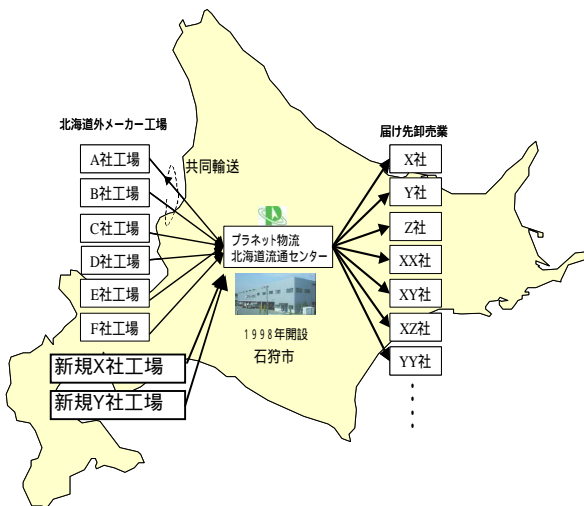 北海道外メーカー工場
A社工場
B社工場
C社工場
D社工場
E社工場
F社工場
新規X社工場
新規Y社工場
共同輸送
プラネット物流
北海道流通センター
1998年開設
石狩市
届け先卸売業
X社
Y社
Z社
XX社
XY社
XZ社
YY社